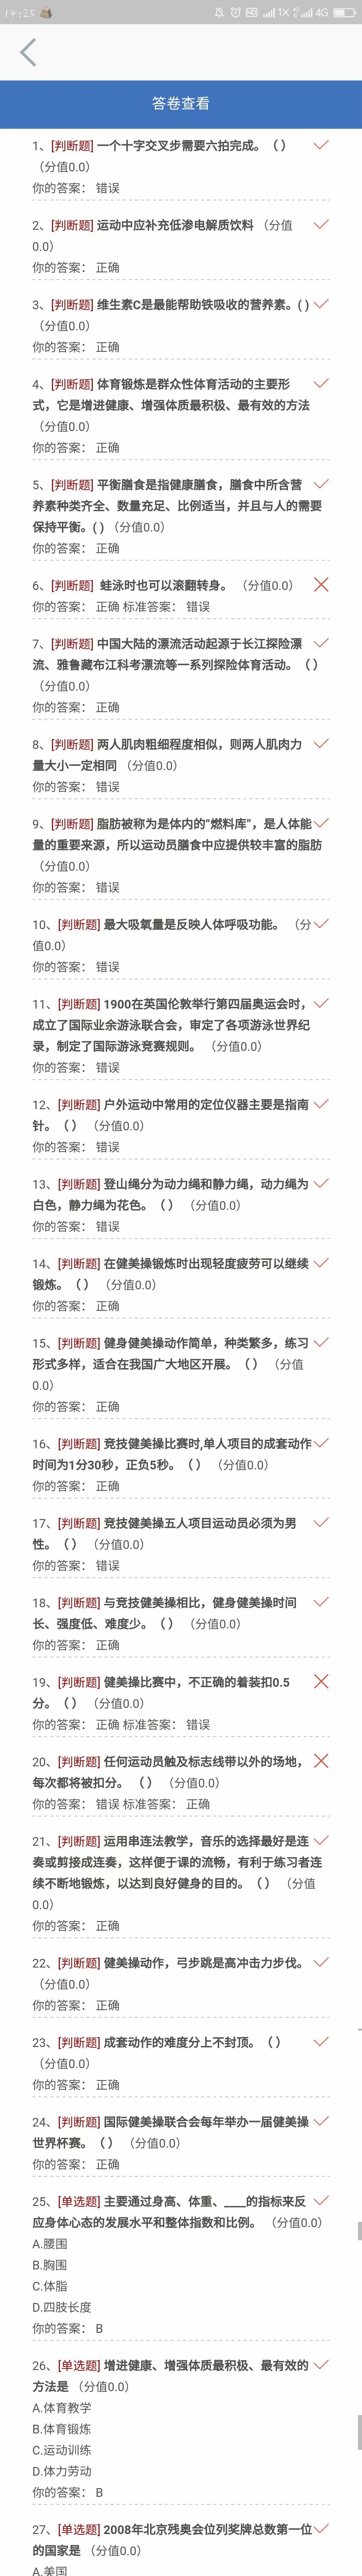 14:25
HD 1X 4G
答卷查看
1、[判断题] 一个十字交叉步需要六拍完成。（ ）
（分值0.0）
你的答案： 错误
2、[判断题] 运动中应补充低渗电解质饮料 （分值
0.0）
你的答案： 正确
3、[判断题] 维生素C是最能帮助铁吸收的营养素。( )
（分值0.0）
你的答案： 正确
4、[判断题] 体育锻炼是群众性体育活动的主要形
式，它是增进健康、增强体质最积极、最有效的方法
（分值0.0）
你的答案： 正确
5、[判断题] 平衡膳食是指健康膳食，膳食中所含营
养素种类齐全、数量充足、比例适当，并且与人的需要
保持平衡。( ) （分值0.0）
你的答案： 正确
6、[判断题] 蛙泳时也可以滚翻转身。 （分值0.0）
你的答案： 正确 标准答案： 错误
7、[判断题] 中国大陆的漂流活动起源于长江探险漂
流、雅鲁藏布江科考漂流等一系列探险体育活动。（ ）
（分值0.0）
你的答案： 正确
8、[判断题] 两人肌肉粗细程度相似，则两人肌肉力
量大小一定相同 （分值0.0）
你的答案： 错误
9、[判断题] 脂肪被称为是体内的“燃料库”，是人体能
量的重要来源，所以运动员膳食中应提供较丰富的脂肪
（分值0.0）
你的答案： 错误
10、[判断题] 最大吸氧量是反映人体呼吸功能。 （分
值0.0）
你的答案： 错误
11、[判断题] 1900在英国伦敦举行第四届奥运会时，
成立了国际业余游泳联合会，审定了各项游泳世界纪
录，制定了国际游泳竞赛规则。 （分值0.0）
你的答案： 错误
12、[判断题] 户外运动中常用的定位仪器主要是指南
针。（ ） （分值0.0）
你的答案： 错误
13、[判断题] 登山绳分为动力绳和静力绳，动力绳为
白色，静力绳为花色。（ ） （分值0.0）
你的答案： 错误
14、[判断题] 在健美操锻炼时出现轻度疲劳可以继续
锻炼。（ ） （分值0.0）
你的答案： 正确
15、[判断题] 健身健美操动作简单，种类繁多，练习
形式多样，适合在我国广大地区开展。（ ） （分值
0.0）
你的答案： 正确
16、[判断题] 竞技健美操比赛时,单人项目的成套动作
时间为1分30秒，正负5秒。（ ） （分值0.0）
你的答案： 正确
17、[判断题] 竞技健美操五人项目运动员必须为男
性。（ ） （分值0.0）
你的答案： 错误
18、[判断题] 与竞技健美操相比，健身健美操时间
长、强度低、难度少。（ ） （分值0.0）
你的答案： 正确
19、[判断题] 健美操比赛中，不正确的着装扣0.5
分。（ ） （分值0.0）
你的答案： 正确 标准答案： 错误
20、[判断题] 任何运动员触及标志线带以外的场地，
每次都将被扣分。 （ ） （分值0.0）
你的答案： 错误 标准答案： 正确
21、[判断题] 运用串连法教学，音乐的选择最好是连
奏或剪接成连奏，这样便于课的流畅，有利于练习者连
续不断地锻炼，以达到良好健身的目的。（ ） （分值
0.0）
你的答案： 正确
22、[判断题] 健美操动作，弓步跳是高冲击力步伐。
（分值0.0）
你的答案： 正确
23、[判断题] 成套动作的难度分上不封顶。（ ）
（分值0.0）
你的答案： 正确
24、[判断题] 国际健美操联合会每年举办一届健美操
世界杯赛。（ ） （分值0.0）
你的答案： 正确
25、[单选题] 主要通过身高、体重、____的指标来反
应身体心态的发展水平和整体指数和比例。 （分值0.0）
A.腰围
B.胸围
C.体脂
D.四肢长度
你的答案： B
26、[单选题] 增进健康、增强体质最积极、最有效的
方法是 （分值0.0）
A.体育教学
B.体育锻炼
C.运动训练
D.体力劳动
你的答案： B
27、[单选题] 2008年北京残奥会位列奖牌总数第一位
的国家是 （分值0.0）
A.美国